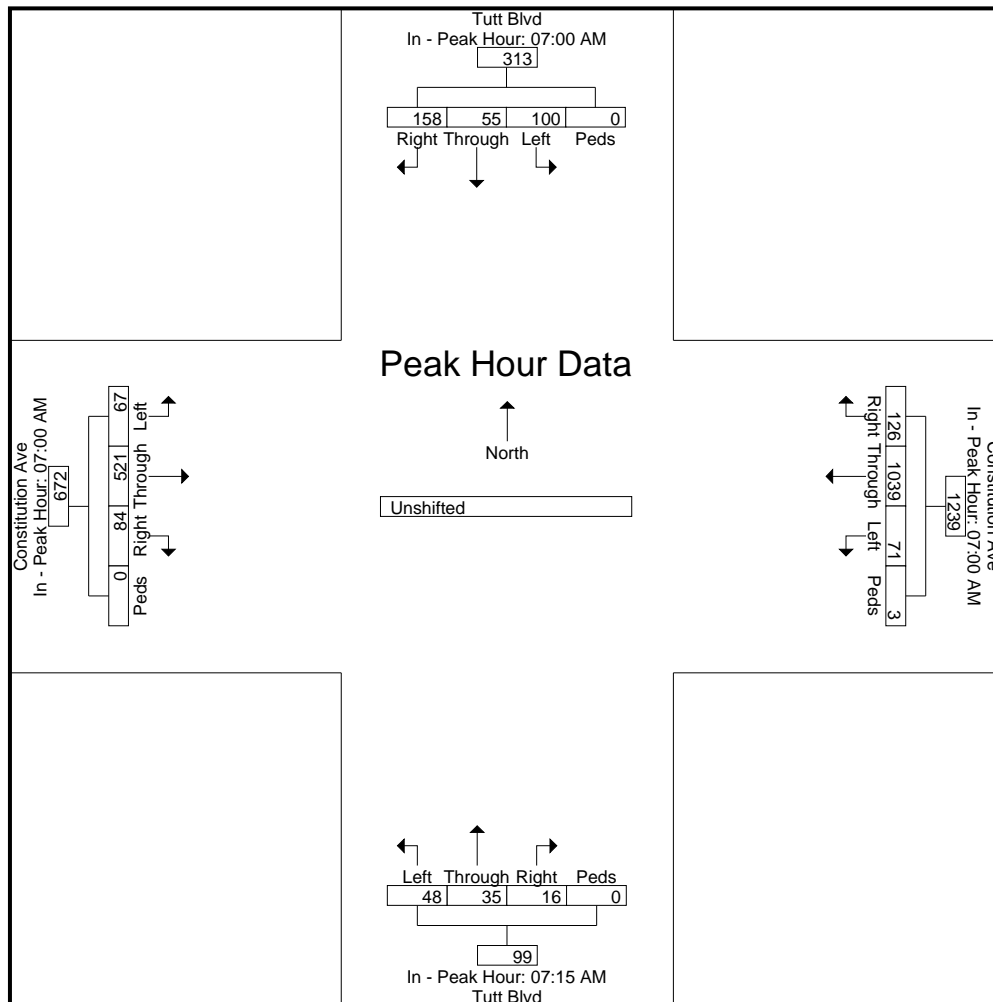 Tutt Blvd
In - Peak Hour: 07:00 AM
313
158 55 100 0
Right Through Left Peds
Peak Hour Data
North
Unshifted
Constitution Ave
In - Peak Hour: 07:00 AM
672
67 521 84 0
Left Through Right Peds
Constitution Ave
In - Peak Hour: 07:00 AM
1239
126 1039 71 3
Right Through Left Peds
Left Through Right Peds
48 35 16 0
99
In - Peak Hour: 07:15 AM
Tutt Blvd